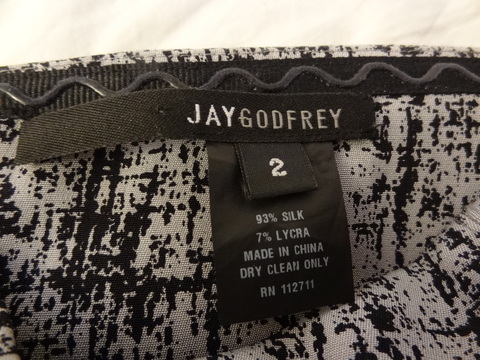 JAYGODFREY
2
93% SILK
7% LYCRA
MADE IN CHINA
DRY CLEAN ONLY
RN 112711